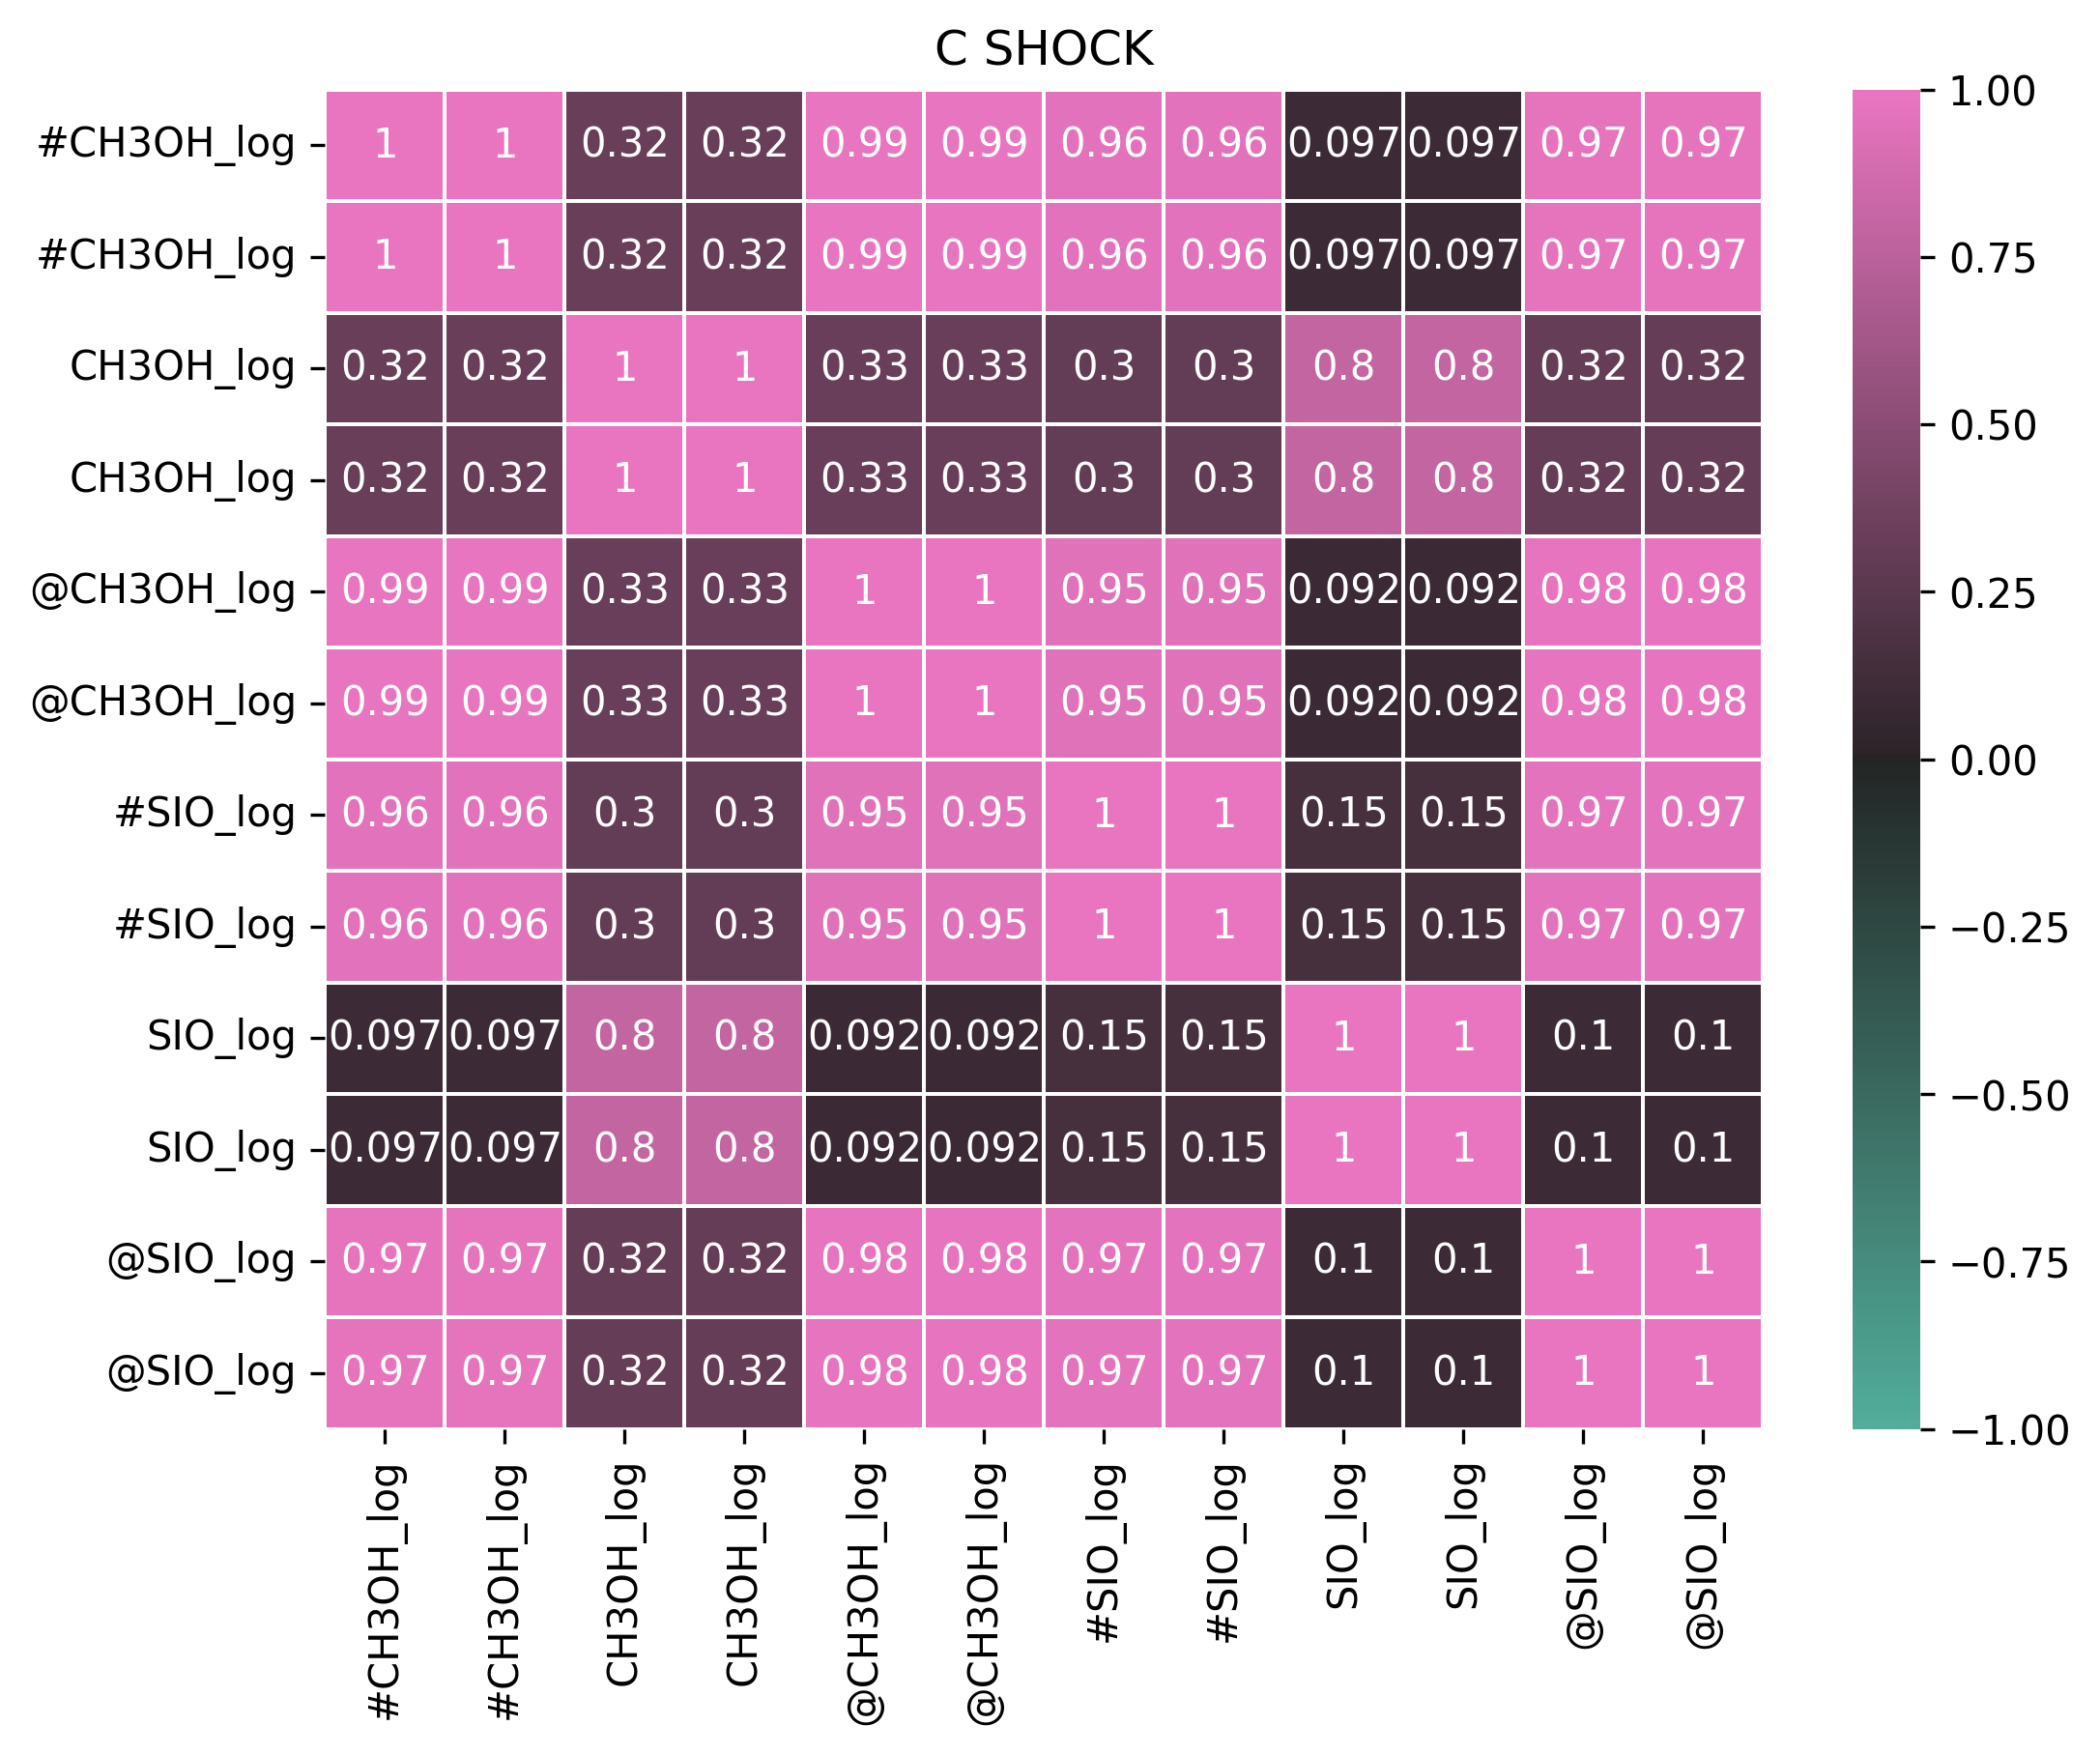 C SHOCK
#CH3OH_log 1 1 0.32 0.32 0.99 0.99 0.96 0.96 0.097 0.097 0.97 0.97
#CH3OH_log 1 1 0.32 0.32 0.99 0.99 0.96 0.96 0.097 0.097 0.97 0.97
CH3OH_log 0.32 0.32 1 1 0.33 0.33 0.3 0.3 0.8 0.8 0.32 0.32
CH3OH_log 0.32 0.32 1 1 0.33 0.33 0.3 0.3 0.8 0.8 0.32 0.32
@CH3OH_log 0.99 0.99 0.33 0.33 1 1 0.95 0.95 0.092 0.092 0.98 0.98
@CH3OH_log 0.99 0.99 0.33 0.33 1 1 0.95 0.95 0.092 0.092 0.98 0.98
#SIO_log 0.96 0.96 0.3 0.3 0.95 0.95 1 1 0.15 0.15 0.97 0.97
#SIO_log 0.96 0.96 0.3 0.3 0.95 0.95 1 1 0.15 0.15 0.97 0.97
SIO_log 0.097 0.097 0.8 0.8 0.092 0.092 0.15 0.15 1 1 0.1 0.1
SIO_log 0.097 0.097 0.8 0.8 0.092 0.092 0.15 0.15 1 1 0.1 0.1
@SIO_log 0.97 0.97 0.32 0.32 0.98 0.98 0.97 0.97 0.1 0.1 1 1
@SIO_log 0.97 0.97 0.32 0.32 0.98 0.98 0.97 0.97 0.1 0.1 1 1
#CH3OH_log
#CH3OH_log
CH3OH_log
CH3OH_log
@CH3OH_log
@CH3OH_log
#SIO_log
#SIO_log
SIO_log
SIO_log
@SIO_log
@SIO_log
1.00
0.75
0.50
0.25
0.00
−0.25
−0.50
−0.75
−1.00